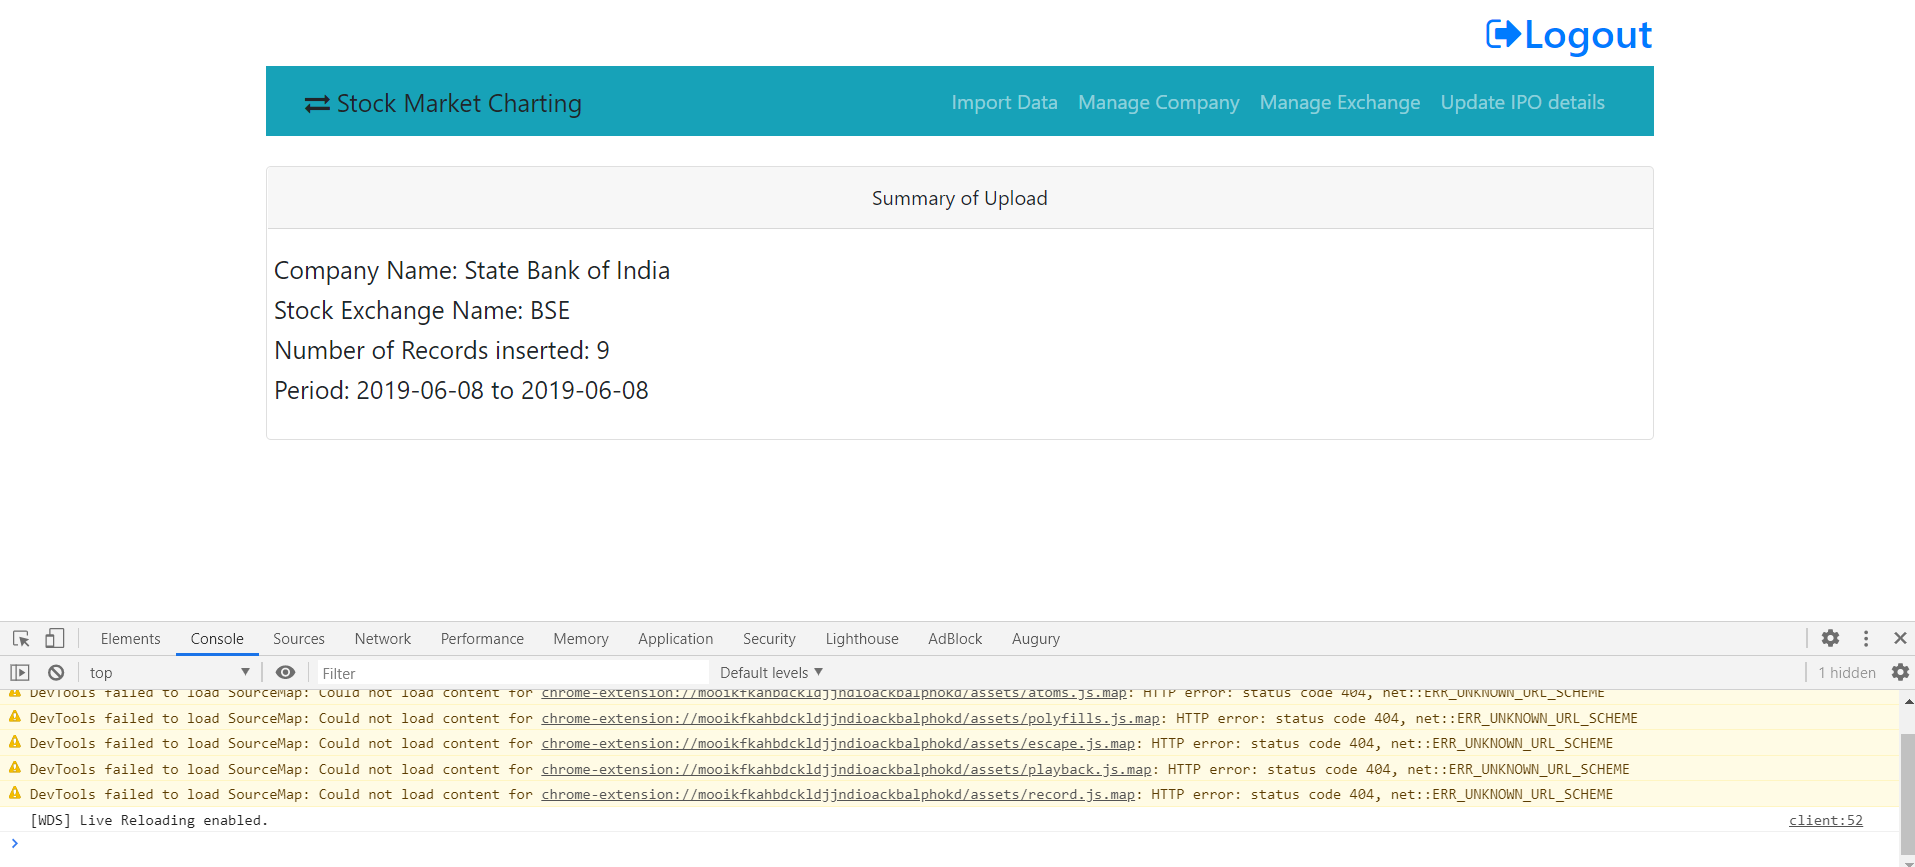 Logout
Stock Market Charting Import Data Manage Company Manage Exchange Update IPO details
Summary of Upload
Company Name: State Bank of India
Stock Exchange Name: BSE
Number of Records inserted: 9
Period: 2019-06-08 to 2019-06-08
Elements Console Sources Network Performance Memory Application Security Lighthouse AdBlock Augury
top Filter Default levels 1 hidden
DevTools failed to load SourceMap: Could not load content for chrome-extension://mooikfkahbdckldjjndioackbalphokd/assets/atoms.js.map: HTTP error: status code 404, net::ERR_UNKNOWN_URL_SCHEME
DevTools failed to load SourceMap: Could not load content for chrome-extension://mooikfkahbdckldjjndioackbalphokd/assets/polyfills.js.map: HTTP error: status code 404, net::ERR_UNKNOWN_URL_SCHEME
DevTools failed to load SourceMap: Could not load content for chrome-extension://mooikfkahbdckldjjndioackbalphokd/assets/escape.js.map: HTTP error: status code 404, net::ERR_UNKNOWN_URL_SCHEME
DevTools failed to load SourceMap: Could not load content for chrome-extension://mooikfkahbdckldjjndioackbalphokd/assets/playback.js.map: HTTP error: status code 404, net::ERR_UNKNOWN_URL_SCHEME
DevTools failed to load SourceMap: Could not load content for chrome-extension://mooikfkahbdckldjjndioackbalphokd/assets/record.js.map: HTTP error: status code 404, net::ERR_UNKNOWN_URL_SCHEME
[WDS] Live Reloading enabled. client:52